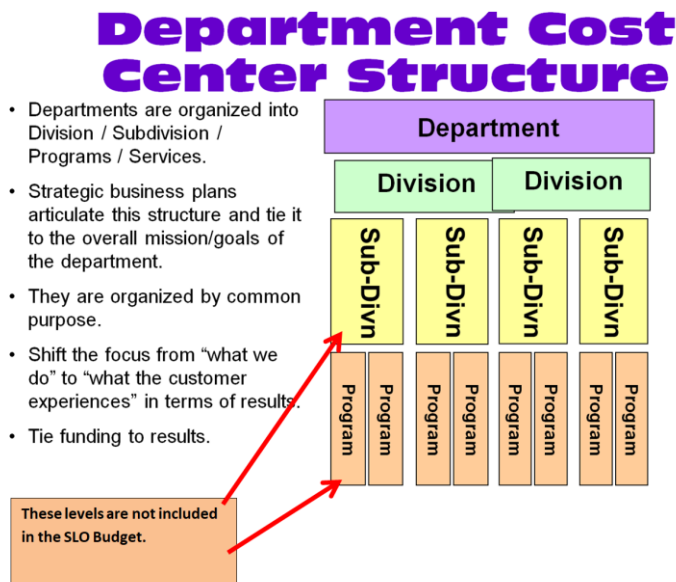 Department Cost
Center Structure
• Departments are organized into
Division / Subdivision /
Programs / Services.
• Strategic business plans
articulate this structure and tie it
to the overall mission/goals of
the department.
• They are organized by common
purpose.
• Shift the focus from “what we
do” to “what the customer
experiences” in terms of results.
• Tie funding to results.
These levels are not included
in the SLO Budget.
Department
Division
Division
Sub-Divn
Sub-Divn
Sub-Divn
Sub-Divn
Program
Program
Program
Program
Program
Program
Program
Program